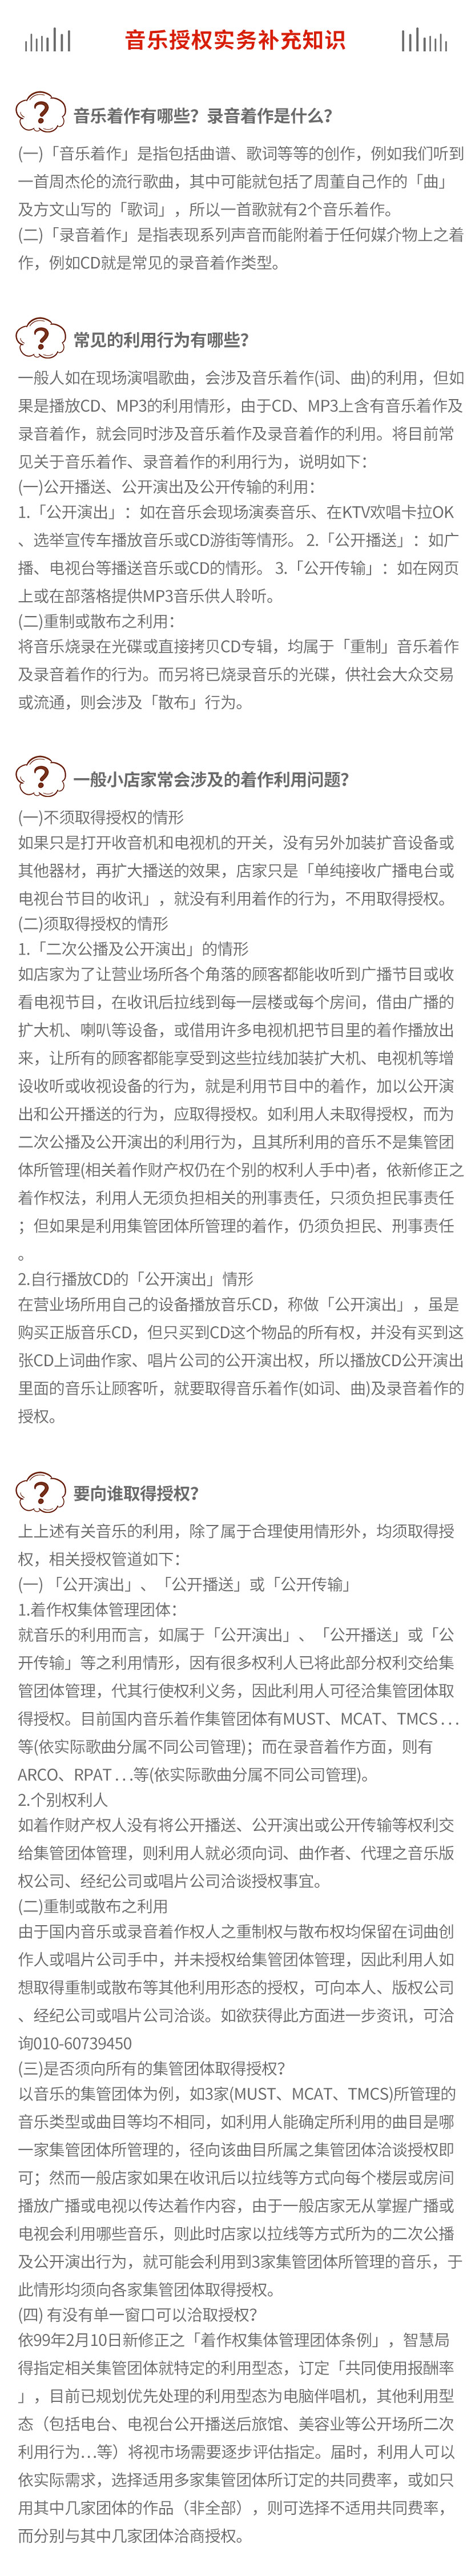 音乐授权实务补充知识
音乐着作有哪些？录音着作是什么？
(一)「音乐着作」是指包括曲谱、歌词等等的创作，例如我们听到
一首周杰伦的流行歌曲，其中可能就包括了周董自己作的「曲」
及方文山写的「歌词」，所以一首歌就有2个音乐着作。
(二)「录音着作」是指表现系列声音而能附着于任何媒介物上之着
作，例如CD就是常见的录音着作类型。
常见的利用行为有哪些？
一般人如在现场演唱歌曲，会涉及音乐着作(词、曲)的利用，但如
果是播放CD、MP3的利用情形，由于CD、MP3上含有音乐着作及
录音着作，就会同时涉及音乐着作及录音着作的利用。将目前常
见关于音乐着作、录音着作的利用行为，说明如下：
(一)公开播送、公开演出及公开传输的利用：
1.「公开演出」：如在音乐会现场演奏音乐、在KTV欢唱卡拉OK
、选举宣传车播放音乐或CD游街等情形。 2.「公开播送」：如广
播、电视台等播送音乐或CD的情形。 3.「公开传输」：如在网页
上或在部落格提供MP3音乐供人聆听。
(二)重制或散布之利用：
将音乐烧录在光碟或直接拷贝CD专辑，均属于「重制」音乐着作
及录音着作的行为。而另将已烧录音乐的光碟，供社会大众交易
或流通，则会涉及「散布」行为。
一般小店家常会涉及的着作利用问题？
(一)不须取得授权的情形
如果只是打开收音机和电视机的开关，没有另外加装扩音设备或
其他器材，再扩大播送的效果，店家只是「单纯接收广播电台或
电视台节目的收讯」，就没有利用着作的行为，不用取得授权。
(二)须取得授权的情形
1.「二次公播及公开演出」的情形
如店家为了让营业场所各个角落的顾客都能收听到广播节目或收
看电视节目，在收讯后拉线到每一层楼或每个房间，借由广播的
扩大机、喇叭等设备，或借用许多电视机把节目里的着作播放出
来，让所有的顾客都能享受到这些拉线加装扩大机、电视机等增
设收听或收视设备的行为，就是利用节目中的着作，加以公开演
出和公开播送的行为，应取得授权。如利用人未取得授权，而为
二次公播及公开演出的利用行为，且其所利用的音乐不是集管团
体所管理(相关着作财产权仍在个别的权利人手中)者，依新修正之
着作权法，利用人无须负担相关的刑事责任，只须负担民事责任
；但如果是利用集管团体所管理的着作，仍须负担民、刑事责任
。
2.自行播放CD的「公开演出」情形
在营业场所用自己的设备播放音乐CD，称做「公开演出」，虽是
购买正版音乐CD，但只买到CD这个物品的所有权，并没有买到这
张CD上词曲作家、唱片公司的公开演出权，所以播放CD公开演出
里面的音乐让顾客听，就要取得音乐着作(如词、曲)及录音着作的
授权。
要向谁取得授权？
上上述有关音乐的利用，除了属于合理使用情形外，均须取得授
权，相关授权管道如下：
(一) 「公开演出」、「公开播送」或「公开传输」
1.着作权集体管理团体：
就音乐的利用而言，如属于「公开演出」、「公开播送」或「公
开传输」等之利用情形，因有很多权利人已将此部分权利交给集
管团体管理，代其行使权利义务，因此利用人可径洽集管团体取
得授权。目前国内音乐着作集管团体有MUST、MCAT、TMCS . . .
等(依实际歌曲分属不同公司管理)；而在录音着作方面，则有
ARCO、RPAT . . .等(依实际歌曲分属不同公司管理)。
2.个别权利人
如着作财产权人没有将公开播送、公开演出或公开传输等权利交
给集管团体管理，则利用人就必须向词、曲作者、代理之音乐版
权公司、经纪公司或唱片公司洽谈授权事宜。
(二)重制或散布之利用
由于国内音乐或录音着作权人之重制权与散布权均保留在词曲创
作人或唱片公司手中，并未授权给集管团体管理，因此利用人如
想取得重制或散布等其他利用形态的授权，可向本人、版权公司
、经纪公司或唱片公司洽谈。如欲获得此方面进一步资讯，可洽
询010-60739450
(三)是否须向所有的集管团体取得授权？
以音乐的集管团体为例，如3家(MUST、MCAT、TMCS)所管理的
音乐类型或曲目等均不相同，如利用人能确定所利用的曲目是哪
一家集管团体所管理的，径向该曲目所属之集管团体洽谈授权即
可；然而一般店家如果在收讯后以拉线等方式向每个楼层或房间
播放广播或电视以传达着作内容，由于一般店家无从掌握广播或
电视会利用哪些音乐，则此时店家以拉线等方式所为的二次公播
及公开演出行为，就可能会利用到3家集管团体所管理的音乐，于
此情形均须向各家集管团体取得授权。
(四) 有没有单一窗口可以洽取授权？
依99年2月10日新修正之「着作权集体管理团体条例」，智慧局
得指定相关集管团体就特定的利用型态，订定「共同使用报酬率
」，目前已规划优先处理的利用型态为电脑伴唱机，其他利用型
态（包括电台、电视台公开播送后旅馆、美容业等公开场所二次
利用行为…等）将视市场需要逐步评估指定。届时，利用人可以
依实际需求，选择适用多家集管团体所订定的共同费率，或如只
用其中几家团体的作品（非全部），则可选择不适用共同费率，
而分别与其中几家团体洽商授权。